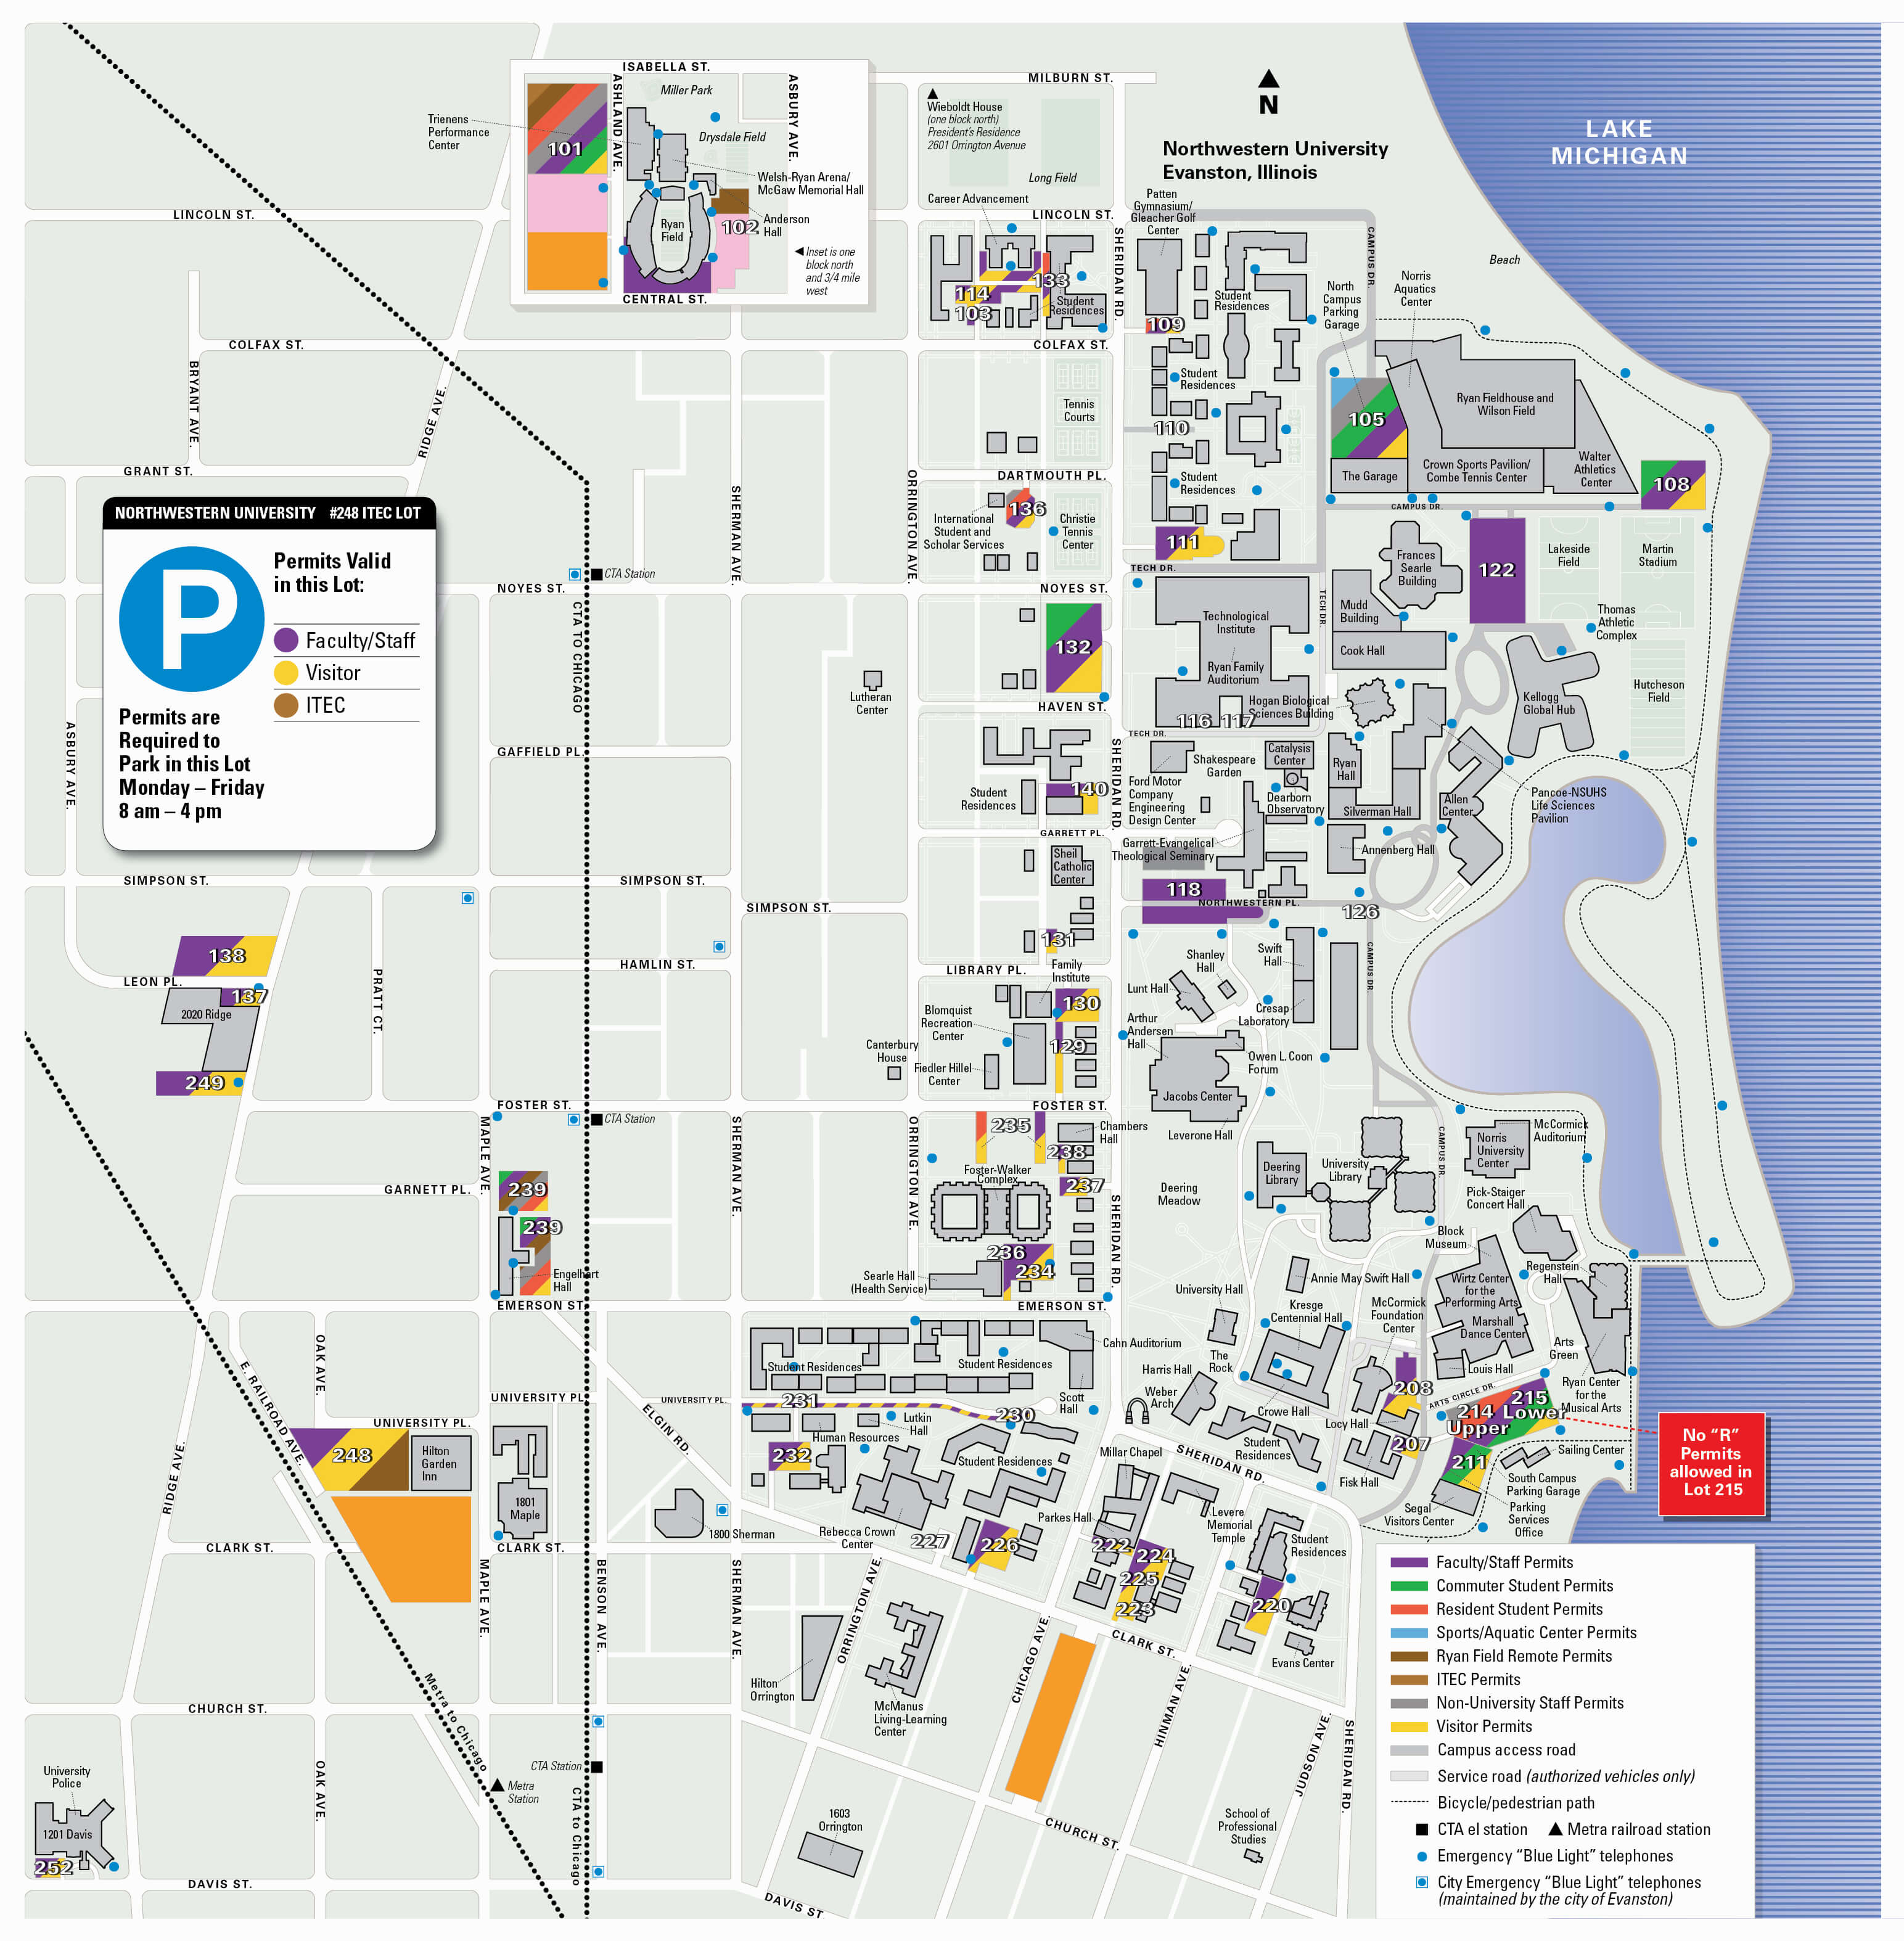 ISABELLA ST.
Miller Park
ASHLAND AVE.
ASBURY AVE.
Trienens
Performance
Center
101
Drysdale Field
Welsh-Ryan Arena/
McGaw Memorial Hall
Ryan
Field
102
Anderson
Hall
Inset is one
block north
and 3/4 mile
west
CENTRAL ST.
MILBURN ST.
Wieboldt House
(one block north)
President's Residence
2601 Orrington Avenue
Long Field
N
Northwestern University
Evanston, Illinois
LAKE
MICHIGAN
Career Advancement
LINCOLN ST.
LINCOLN ST.
Patten
Gymnasium/
Gleacher Golf
Center
SHERIDAN RD.
CAMPUS DR.
Beach
114
103
133
Student
Residences
109
Student
Residences
North
Campus
Parking
Garage
Norris
Aquatics
Center
COLFAX ST.
COLFAX ST.
BRYANT AVE.
RIDGE AVE.
Tennis
Courts
Student
Residences
110
105
Ryan Fieldhouse and
Wilson Field
The Garage
Crown Sports Pavilion/
Combe Tennis Center
Walter
Athletics
Center
108
GRANT ST.
DARTMOUTH PL.
SHERMAN AVE.
ORRINGTON AVE.
Student
Residences
CAMPUS DR.
136
International
Student and
Scholar Services
Christie
Tennis
Center
111
Frances
Searle
Building
122
Lakeside
Field
Martin
Stadium
NORTHWESTERN UNIVERSITY #248 ITEC LOT
P
Permits Valid
in this Lot:
Faculty/Staff
Visitor
ITEC
Permits are
Required to
Park in this Lot
Monday – Friday
8 am – 4 pm
CTA Station
NOYES ST.
NOYES ST.
CTA TO CHICAGO
TECH DR.
TECH DR.
Technological
Institute
Ryan Family
Auditorium
Mudd
Building
Cook Hall
Thomas
Athletic
Complex
132
Lutheran
Center
Hogan Biological
Sciences Building
116
117
Kellogg
Global Hub
Hutcheson
Field
HAVEN ST.
ASBURY AVE.
GAFFIELD PL.
TECH DR.
SHERIDAN RD.
Ford Motor
Company
Engineering
Design Center
Shakespeare
Garden
Catalysis
Center
Dearborn
Observatory
Ryan
Hall
Silverman Hall
Allen
Center
Pancoe-NSUHS
Life Sciences
Pavilion
Student
Residences
140
GARRETT PL.
Garrett-Evangelical
Theological Seminary
Annenberg Hall
Sheil
Catholic
Center
118
NORTHWESTERN PL.
126
SIMPSON ST.
SIMPSON ST.
SIMPSON ST.
131
138
LEON PL.
137
2020 Ridge
249
PRATT CT.
HAMLIN ST.
LIBRARY PL.
Family
Institute
130
Blomquist
Recreation
Center
129
Canterbury
House
Fiedler Hillel
Center
Shanley
Hall
Swift
Hall
Lunt Hall
Cresap
Laboratory
CAMPUS DR.
Arthur
Andersen
Hall
Owen L. Coon
Forum
Jacobs Center
Leverone Hall
FOSTER ST.
FOSTER ST.
CTA Station
MAPLE AVE.
SHERMAN AVE.
ORRINGTON AVE.
235
Chambers
Hall
238
237
Foster-Walker
Complex
GARNETT PL.
239
239
Engelhart
Hall
EMERSON ST.
EMERSON ST.
236
234
Searle Hall
(Health Service)
SHERIDAN RD.
Deering
Meadow
Deering
Library
University
Library
CAMPUS DR.
Norris
University
Center
McCormick
Auditorium
Pick-Staiger
Concert Hall
Block
Museum
Regenstein
Hall
Annie May Swift Hall
University Hall
Kresge
Centennial Hall
McCormick
Foundation
Center
Wirtz Center
for the
Performing Arts
Marshall
Dance Center
Louis Hall
Arts
Green
Ryan Center
for the
Musical Arts
Cahn Auditorium
Student Residences
Student Residences
The
Rock
Harris Hall
Weber
Arch
Crowe Hall
Scott
Hall
208
ARTS CIRCLE DR.
215
Lower
214
Upper
Locy Hall
207
211
Fisk Hall
Sailing Center
South Campus
Parking Garage
Parking
Services
Office
Segal
Visitors Center
No “R”
Permits
allowed in
Lot 215
OAK AVE.
E. RAILROAD AVE.
RIDGE AVE.
UNIVERSITY PL.
UNIVERSITY PL.
UNIVERSITY PL.
231
230
ELGIN RD.
232
Human Resources
Lutkin
Hall
Student Residences
248
Hilton
Garden
Inn
1801
Maple
1800 Sherman
Rebecca Crown
Center
227
226
SHERIDAN RD.
Student
Residences
Millar Chapel
Parkes Hall
Levere
Memorial
Temple
Student
Residences
222
224
225
223
220
Evans Center
CLARK ST.
CLARK ST.
CLARK ST.
MAPLE AVE.
BENSON AVE.
SHERMAN AVE.
ORRINGTON AVE.
CHICAGO AVE.
HINMAN AVE.
JUDSON AVE.
SHERIDAN RD.
Hilton
Orrington
McManus
Living-Learning
Center
CHURCH ST.
CHURCH ST.
Metra to Chicago
CTA Station
Metra
Station
CTA to Chicago
OAK AVE.
University
Police
1201 Davis
252
1603
Orrington
School of
Professional
Studies
DAVIS ST.
DAVIS ST
Faculty/Staff Permits
Commuter Student Permits
Resident Student Permits
Sports/Aquatic Center Permits
Ryan Field Remote Permits
ITEC Permits
Non-University Staff Permits
Visitor Permits
Campus access road
Service road (authorized vehicles only)
Bicycle/pedestrian path
CTA el station
Metra railroad station
Emergency “Blue Light” telephones
City Emergency “Blue Light” telephones
(maintained by the city of Evanston)